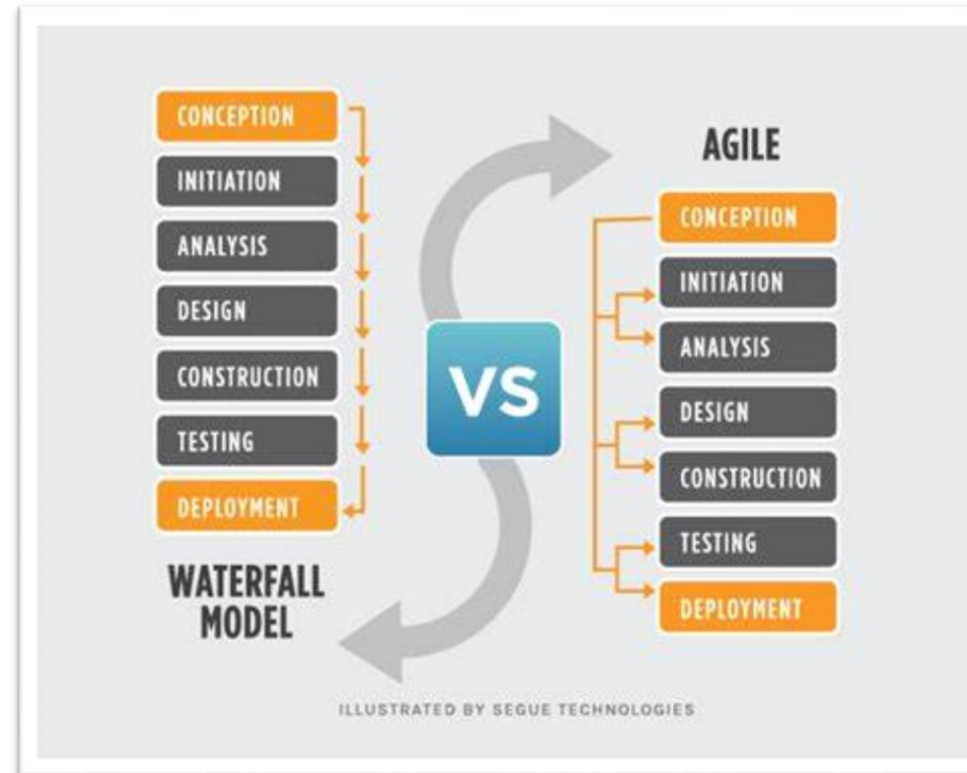 CONCEPTION
INITIATION
ANALYSIS
DESIGN
CONSTRUCTION
TESTING
DEPLOYMENT
WATERFALL
MODEL
VS
AGILE
CONCEPTION
INITIATION
ANALYSIS
DESIGN
CONSTRUCTION
TESTING
DEPLOYMENT
ILLUSTRATED BY SEGUE TECHNOLOGIES